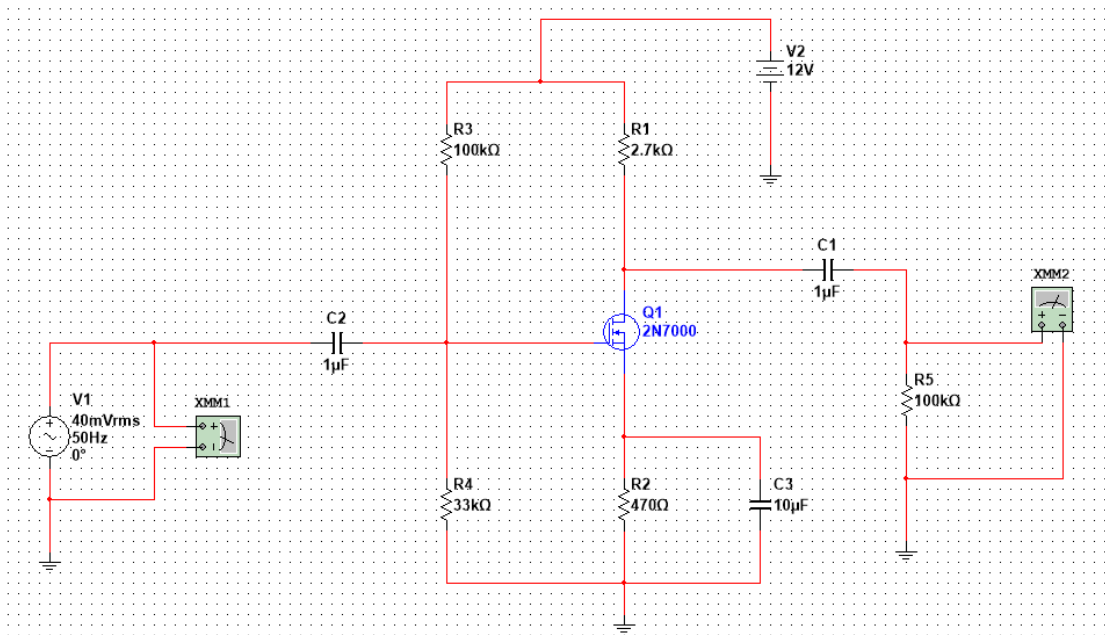 V2
12V
R3
100kΩ
R1
2.7kΩ
C1
1µF
XMM2
Q1
2N7000
C2
1µF
R5
100kΩ
V1
40mVrms
50Hz
0°
XMM1
R4
33kΩ
R2
470Ω
C3
10µF